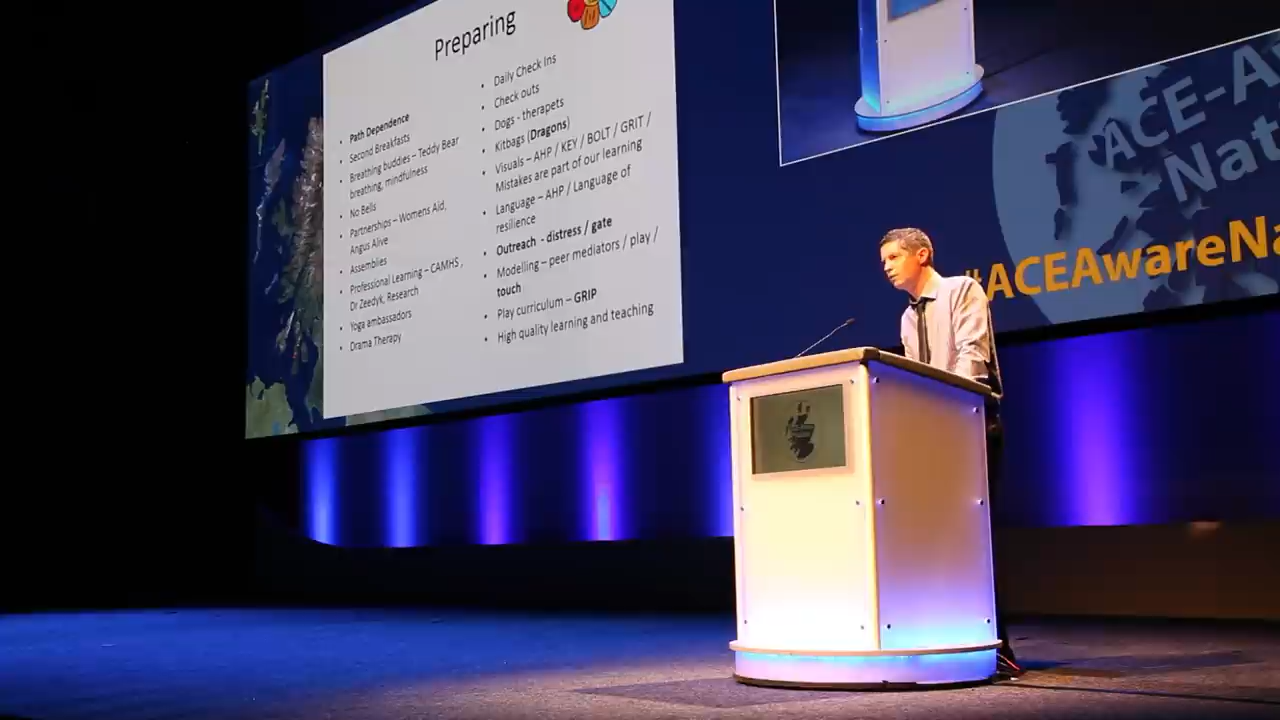 Preparing
Path Dependence
Second Breakfasts
Breathing buddies – Teddy Bear
breathing, mindfulness
No Bells
Partnerships – Womens Aid,
Angus Alive
Assemblies
Professional Learning – CAMHS ,
Dr Zeedyk, Research
Yoga ambassadors
Drama Therapy
Daily Check Ins
Check outs
Dogs - therapets
Kitbags (Dragons)
Visuals – AHP / KEY / BOLT / GRIT /
Mistakes are part of our learning
Language – AHP / Language of
resilience
Outreach - distress / gate
Modelling – peer mediators / play /
touch
Play curriculum – GRIP
High quality learning and teaching
ACE-Aw
Nat
#ACEAwareNa